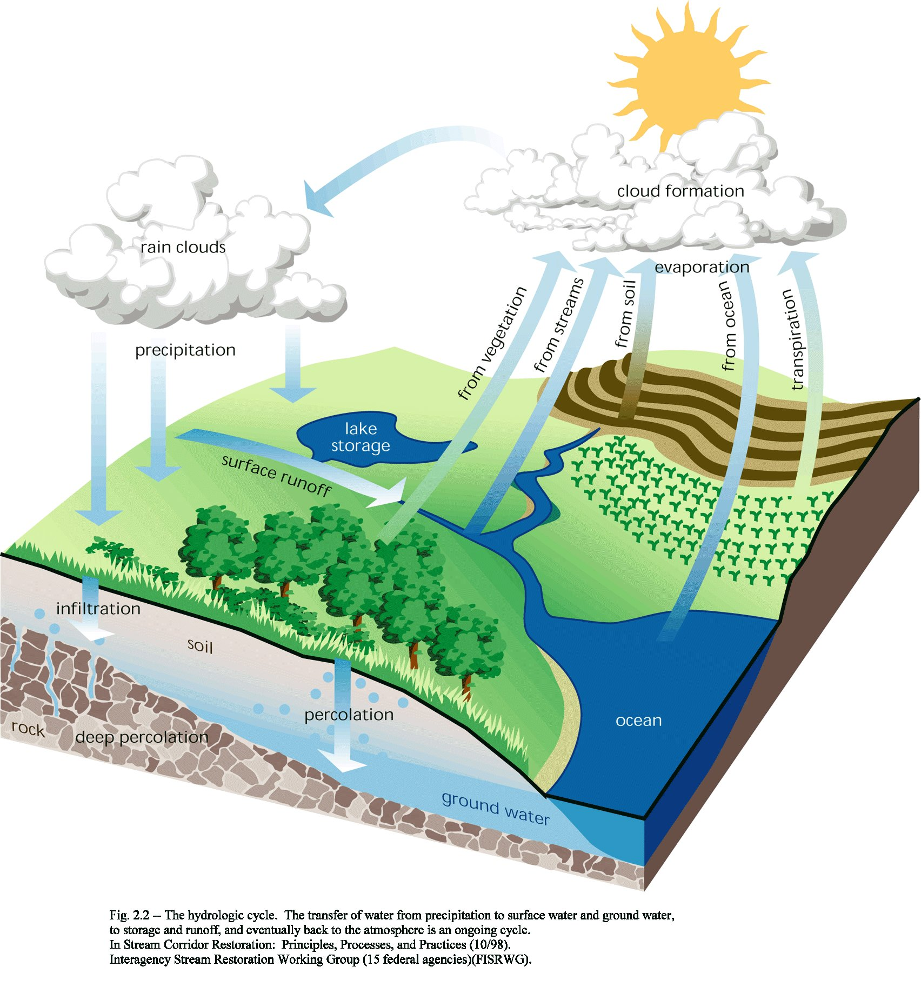 cloud formation
rain clouds
evaporation
precipitation
from vegetation
from streams
from soil
from ocean
transpiration
lake
storage
surface runoff
infiltration
soil
percolation
rock
deep percolation
ocean
ground water
Fig. 2.2 -- The hydrologic cycle.  The transfer of water from precipitation to surface water and ground water,
to storage and runoff, and eventually back to the atmosphere is an ongoing cycle.
In Stream Corridor Restoration:  Principles, Processes, and Practices (10/98).
Interagency Stream Restoration Working Group (15 federal agencies)(FISRWG).